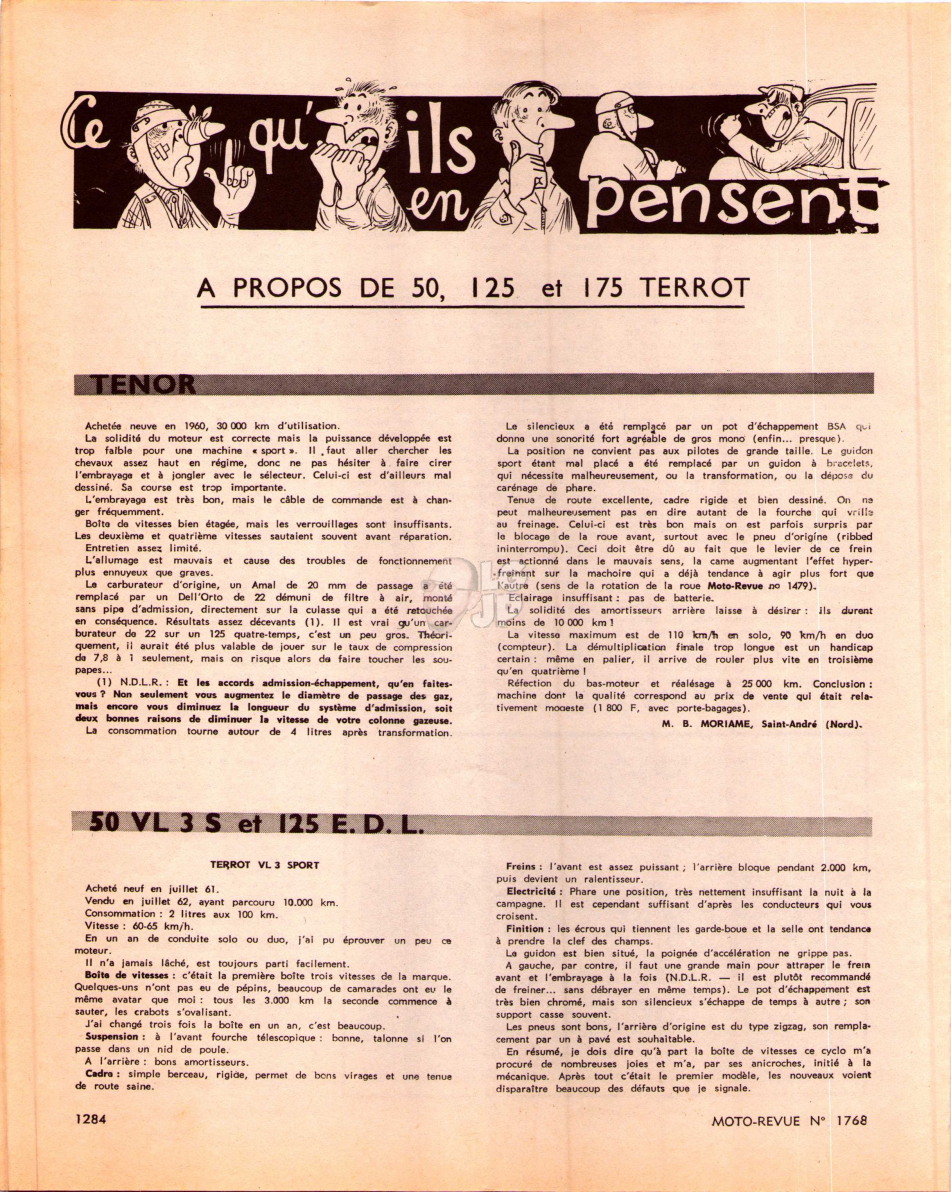 Ce qu'ils en pensent
A PROPOS DE 50, 125 et 175 TERROT
TENOR
Achetée neuve en 1960, 30 000 km d'utilisation.
La solidité du moteur est correcte mais la puissance développée est
trop faible pour une machine « sport ». Il faut aller chercher les
chevaux assez haut en régime, donc ne pas hésiter à faire cirer
l'embrayage et à jongler avec le sélecteur. Celui-ci est d'ailleurs mal
dessiné. Sa course est trop importante.
L'embrayage est très bon, mais le câble de commande est à chan-
ger fréquemment.
Boîte de vitesses bien étagée, mais les verrouillages sont insuffisants.
Les deuxième et quatrième vitesses sautaient souvent avant réparation.
Entretien assez limité.
L'allumage est mauvais et cause des troubles de fonctionnement
plus ennuyeux que graves.
Le carburateur d'origine, un Amal de 20 mm de passage a été
remplacé par un Dell'Orto de 22 démuni de filtre à air, monté
sans pipe d'admission, directement sur la culasse qui a été retouchée
en conséquence. Résultats assez décevants (1). Il est vrai qu'un car-
burateur de 22 sur un 125 quatre-temps, c'est un peu gros. Théori-
quement, il aurait été plus valable de jouer sur le taux de compression
de 7,8 à 1 seulement, mais on risque alors de faire toucher les sou-
papes...
(1) N.D.L.R. : Et les accords admission-échappement, qu'en faites-
vous ? Non seulement vous augmentez le diamètre de passage des gaz,
mais encore vous diminuez la longueur du système d'admission, soit
deux bonnes raisons de diminuer la vitesse de votre colonne gazeuse.
La consommation tourne autour de 4 litres après transformation.
Le silencieux a été remplacé par un pot d'échappement BSA qui
donne une sonorité fort agréable de gros mono (enfin... presque).
La position ne convient pas aux pilotes de grande taille. Le guidon
sport étant mal placé a été remplacé par un guidon à bracelets,
qui nécessite malheureusement, ou la transformation, ou la dépose du
carénage de phare.
Tenue de route excellente, cadre rigide et bien dessiné. On ne
peut malheureusement pas en dire autant de la fourche qui vrille
au freinage. Celui-ci est très bon mais on est parfois surpris par
le blocage de la roue avant, surtout avec le pneu d'origine (ribbed
ininterrompu). Ceci doit être dû au fait que le levier de ce frein
est actionné dans le mauvais sens, la came augmentant l'effet hyper-
freinant sur la machoire qui a déjà tendance à agir plus fort que
l'autre (sens de la rotation de la roue Moto-Revue no 1479).
Eclairage insuffisant : pas de batterie.
La solidité des amortisseurs arrière laisse à désirer : ils durent
moins de 10 000 km !
La vitesse maximum est de 110 km/h en solo, 90 km/h en duo
(compteur). La démultiplication finale trop longue est un handicap
certain : même en palier, il arrive de rouler plus vite en troisième
qu'en quatrième !
Réfection du bas-moteur et réalésage à 25 000 km. Conclusion :
machine dont la qualité correspond au prix de vente qui était rela-
tivement modeste (1 800 F, avec porte-bagages).
M. B. MORIAME, Saint-André (Nord).
50 VL 3 S et 125 E. D. L.
TERROT VL 3 SPORT
Acheté neuf en juillet 61.
Vendu en juillet 62, ayant parcouru 10.000 km.
Consommation : 2 litres aux 100 km.
Vitesse : 60-65 km/h.
En un an de conduite solo ou duo, j'ai pu éprouver un peu ce
moteur.
Il n'a jamais lâché, est toujours parti facilement.
Boîte de vitesses : c'était la première boîte trois vitesses de la marque.
Quelques-uns n'ont pas eu de pépins, beaucoup de camarades ont eu le
même avatar que moi : tous les 3.000 km la seconde commence à
sauter, les crabots s'ovalisant.
J'ai changé trois fois la boîte en un an, c'est beaucoup.
Suspension : à l'avant fourche télescopique : bonne, talonne si l'on
passe dans un nid de poule.
A l'arrière : bons amortisseurs.
Cadre : simple berceau, rigide, permet de bons virages et une tenue
de route saine.
Freins : l'avant est assez puissant ; l'arrière bloque pendant 2.000 km,
puis devient un ralentisseur.
Electricité : Phare une position, très nettement insuffisant la nuit à la
campagne. Il est cependant suffisant d'après les conducteurs qui vous
croisent.
Finition : les écrous qui tiennent les garde-boue et la selle ont tendance
à prendre la clef des champs.
Le guidon est bien situé, la poignée d'accélération ne grippe pas.
A gauche, par contre, il faut une grande main pour attraper le frein
avant et l'embrayage à la fois (N.D.L.R. — il est plutôt recommandé
de freiner... sans débrayer en même temps). Le pot d'échappement est
très bien chromé, mais son silencieux s'échappe de temps à autre ; son
support casse souvent.
Les pneus sont bons, l'arrière d'origine est du type zigzag, son rempla-
cement par un à pavé est souhaitable.
En résumé, je dois dire qu'à part la boîte de vitesses ce cyclo m'a
procuré de nombreuses joies et m'a, par ses anicroches, initié à la
mécanique. Après tout c'était le premier modèle, les nouveaux voient
disparaître beaucoup des défauts que je signale.
1284
MOTO-REVUE N° 1768